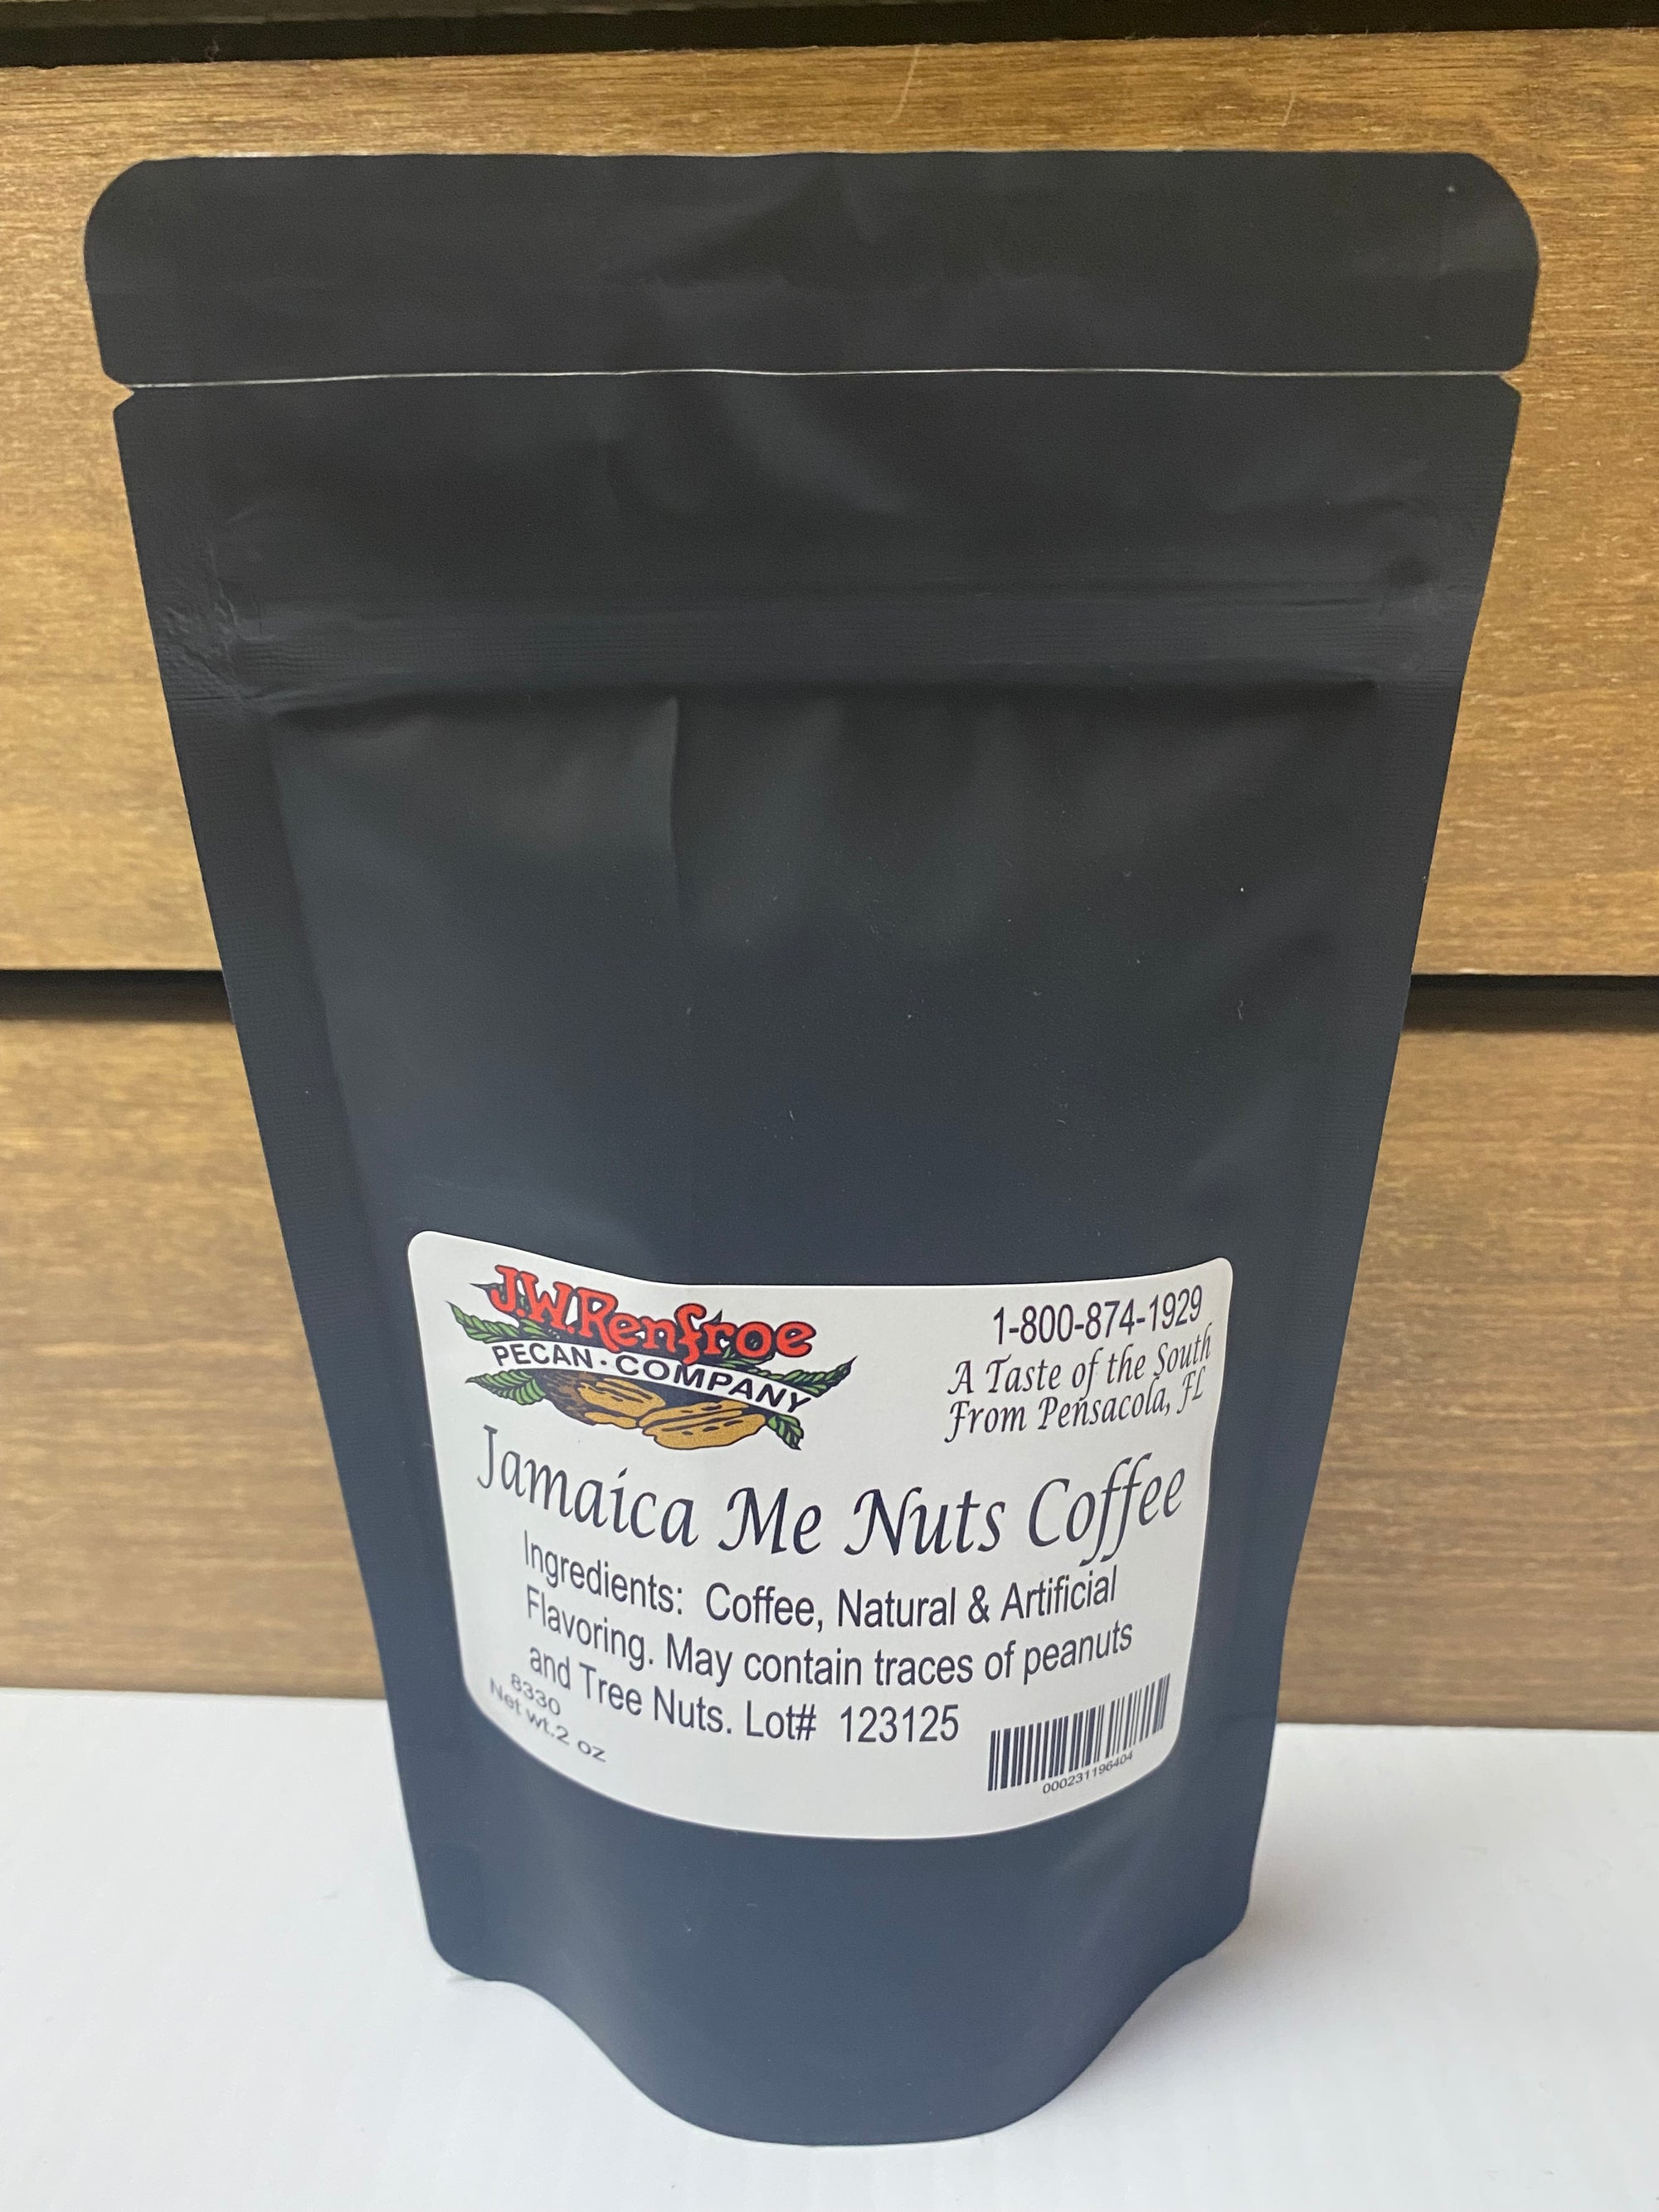 J.W. Renfroe
PECAN · COMPANY
1-800-874-1929
A Taste of the South
From Pensacola, FL
Jamaica Me Nuts Coffee
Ingredients: Coffee, Natural & Artificial
Flavoring. May contain traces of peanuts
and Tree Nuts. Lot# 123125
8330
Net wt.2 oz
000231196404